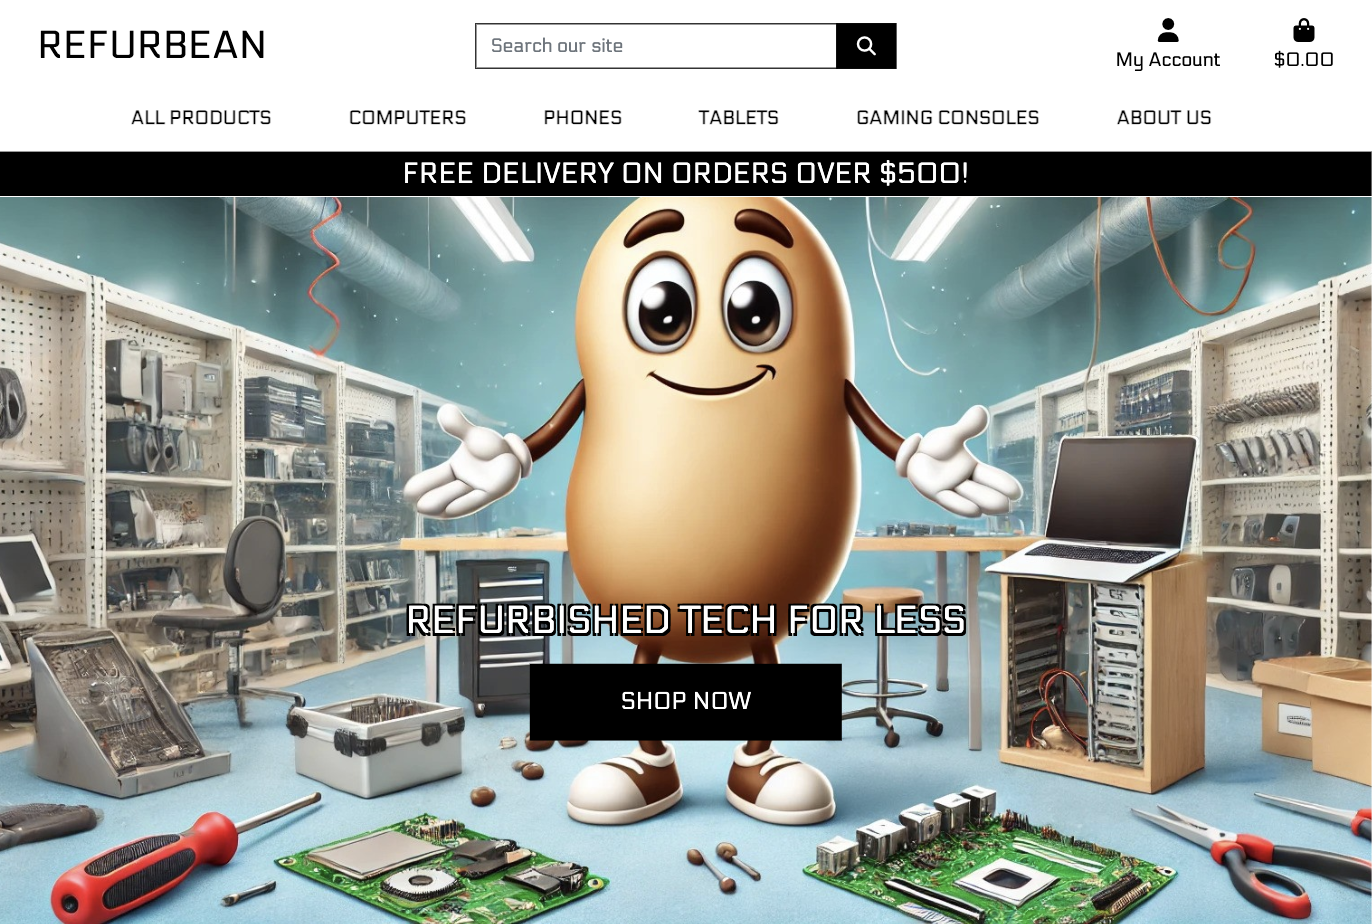 REFURBEAN
Search our site
My Account
$0.00
ALL PRODUCTS
COMPUTERS
PHONES
TABLETS
GAMING CONSOLES
ABOUT US
FREE DELIVERY ON ORDERS OVER $500!
REFURBISHED TECH FOR LESS
SHOP NOW